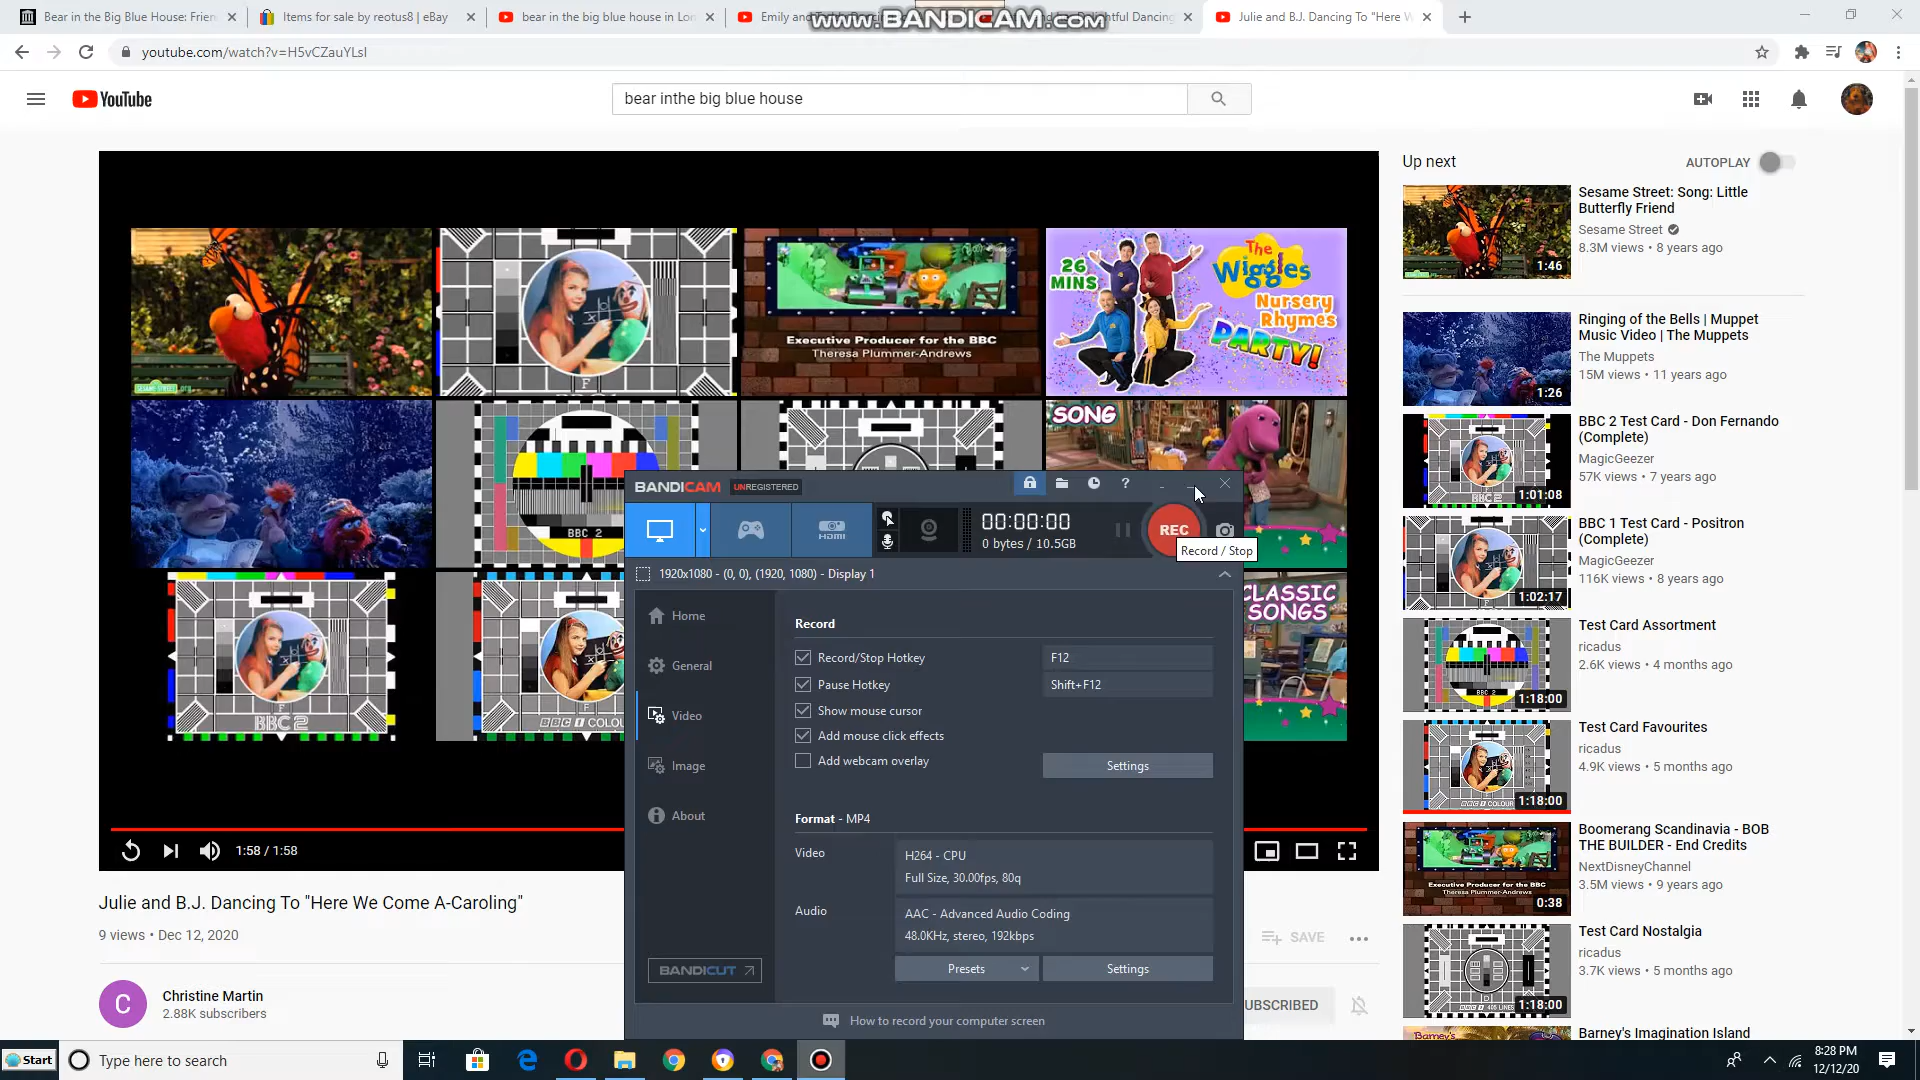 Bear in the Big Blue House: Frien
Items for sale by reotus8 | eBay
bear in the big blue house in Lon
Delightful Dancing
Julie and B.J. Dancing To "Here W
www.BANDICAM.com
youtube.com/watch?v=H5vCZauYLsI
YouTube
bear inthe big blue house
26 MINS
The Wiggles
Nursery Rhymes
PARTY!
Executive Producer for the BBC
Theresa Plummer-Andrews
F
SONG
BBC 2
CLASSIC SONGS
BBC 2
BBC 1 COLOU
F
1:58 / 1:58
BANDICAM UNREGISTERED
?
HDMI
00:00:00
0 bytes / 10.5GB
REC
Record / Stop
1920x1080 - (0, 0), (1920, 1080) - Display 1
Home
General
Video
Image
About
BANDICUT
Record
Record/Stop Hotkey
F12
Pause Hotkey
Shift+F12
Show mouse cursor
Add mouse click effects
Add webcam overlay
Settings
Format - MP4
Video
H264 - CPU
Full Size, 30.00fps, 80q
Audio
AAC - Advanced Audio Coding
48.0KHz, stereo, 192kbps
Presets
Settings
How to record your computer screen
Julie and B.J. Dancing To "Here We Come A-Caroling"
9 views • Dec 12, 2020
SAVE
C
Christine Martin
2.88K subscribers
UBSCRIBED
Up next
AUTOPLAY
1:46
Sesame Street: Song: Little
Butterfly Friend
Sesame Street
8.3M views • 8 years ago
1:26
Ringing of the Bells | Muppet
Music Video | The Muppets
The Muppets
15M views • 11 years ago
1:01:08
BBC 2 Test Card - Don Fernando
(Complete)
MagicGeezer
57K views • 7 years ago
1:02:17
BBC 1 Test Card - Positron
(Complete)
MagicGeezer
116K views • 8 years ago
BBC 2
1:18:00
Test Card Assortment
ricadus
2.6K views • 4 months ago
1:18:00
Test Card Favourites
ricadus
4.9K views • 5 months ago
0:38
Boomerang Scandinavia - BOB
THE BUILDER - End Credits
NextDisneyChannel
3.5M views • 9 years ago
1:18:00
Test Card Nostalgia
ricadus
3.7K views • 5 months ago
Barney's Imagination Island
Start
Type here to search
8:28 PM
12/12/20